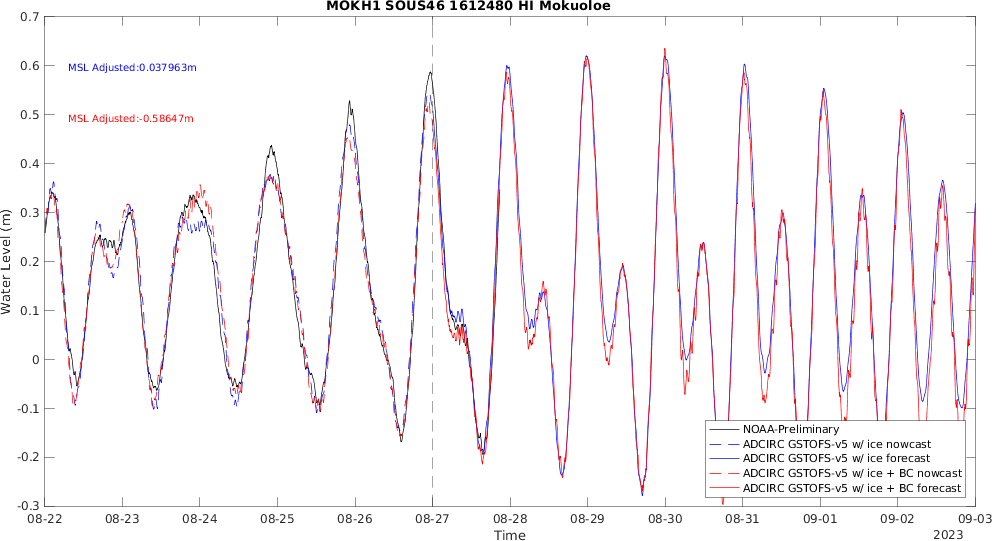 MOKH1 SOUS46 1612480 HI Mokuoloe
0.7
0.6
0.5
0.4
0.3
0.2
0.1
0
-0.1
-0.2
-0.3
Water Level (m)
MSL Adjusted:0.037963m
MSL Adjusted:-0.58647m
NOAA-Preliminary
ADCIRC GSTOFS-v5 w/ ice nowcast
ADCIRC GSTOFS-v5 w/ ice forecast
ADCIRC GSTOFS-v5 w/ ice + BC nowcast
ADCIRC GSTOFS-v5 w/ ice + BC forecast
08-22 08-23 08-24 08-25 08-26 08-27 08-28 08-29 08-30 08-31 09-01 09-02 09-03
Time
2023